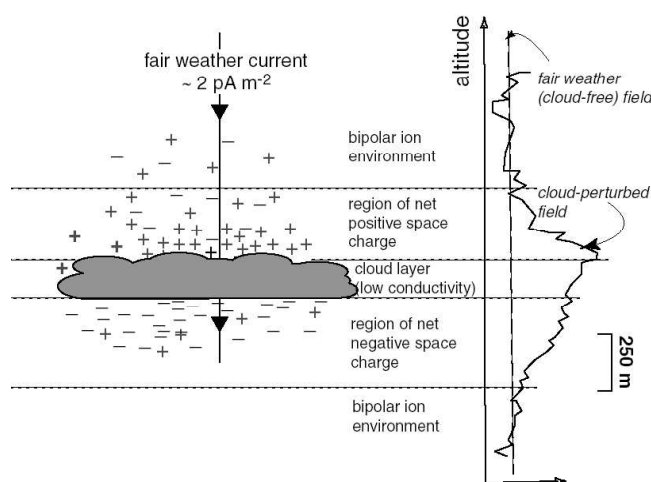 fair weather current
~ 2 pA m-2
bipolar ion
environment
region of net
positive space
charge
cloud layer
(low conductivity)
region of net
negative space
charge
bipolar ion
environment
altitude
fair weather
(cloud-free) field
cloud-perturbed
field
250 m